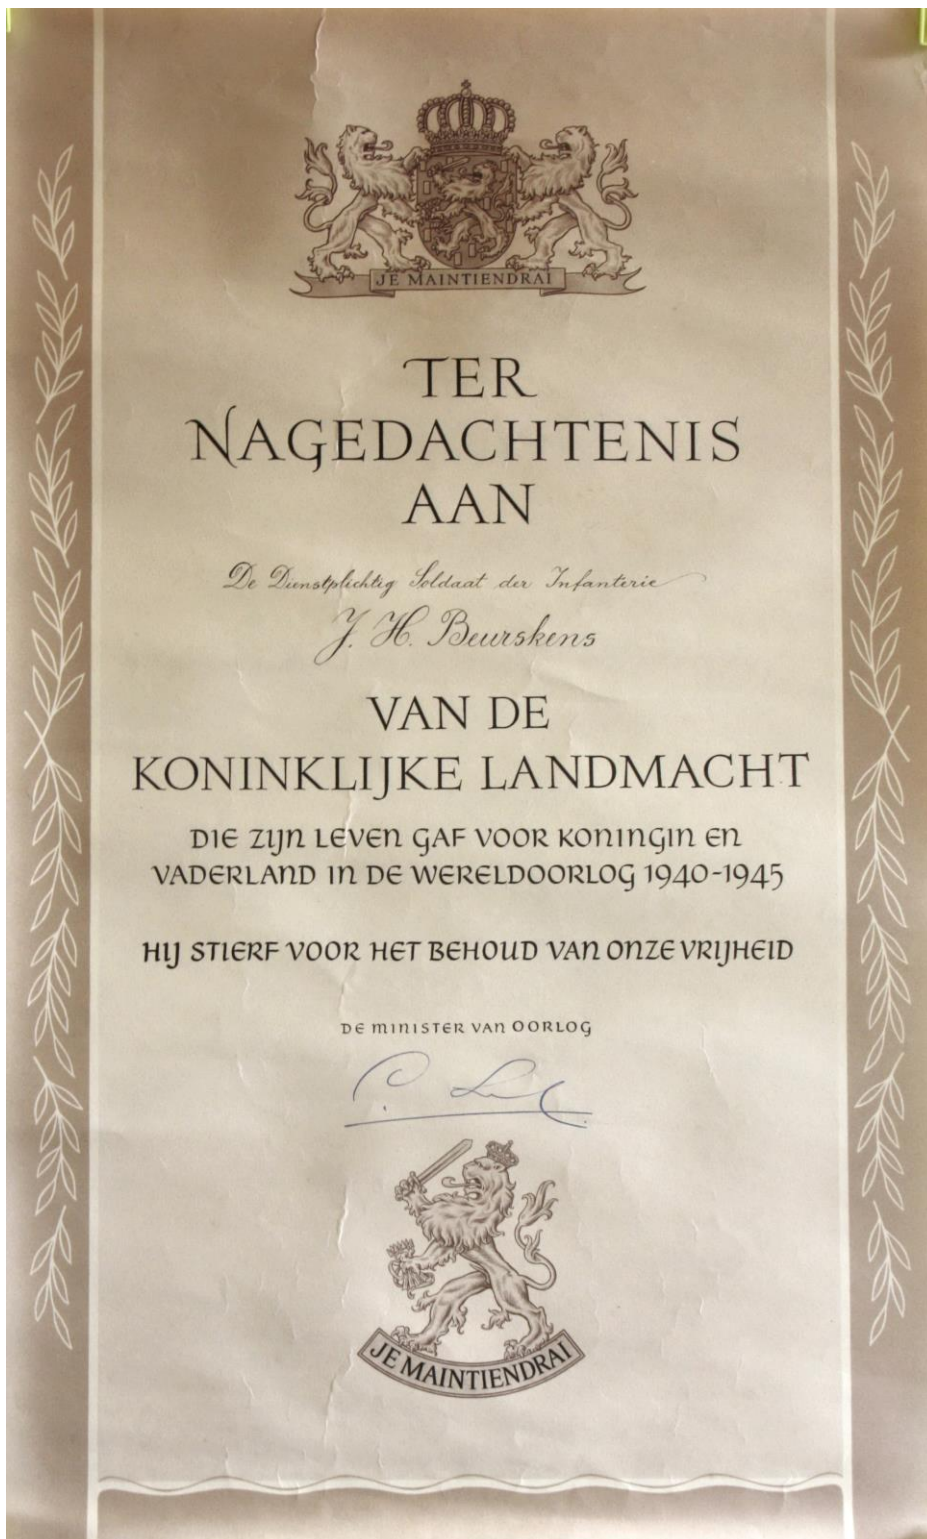 JE MAINTIENDRAI
TER
NAGEDACHTENIS
AAN
De Dienstplichtig Soldaat der Infanterie
J. H. Beurskens
VAN DE
KONINKLIJKE LANDMACHT
DIE ZIJN LEVEN GAF VOOR KONINGIN EN
VADERLAND IN DE WERELDOORLOG 1940-1945
HIJ STIERF VOOR HET BEHOUD VAN ONZE VRIJHEID
DE MINISTER VAN OORLOG
JE MAINTIENDRAI